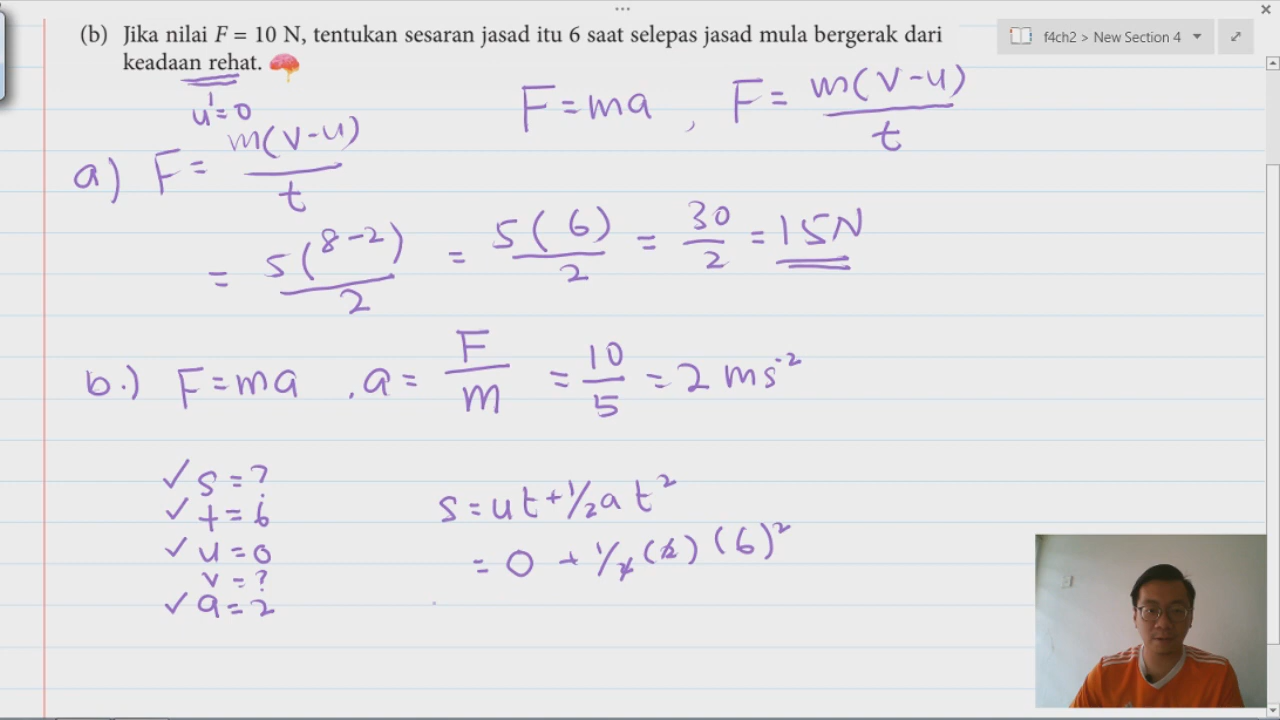 (b) Jika nilai F = 10 N, tentukan sesaran jasad itu 6 saat selepas jasad mula bergerak dari
keadaan rehat.
f4ch2 > New Section 4
u = 0
F = ma , F = m(v-u)/t
a) F = m(v-u)/t
= 5(8-2)/2 = 5(6)/2 = 30/2 = 15N
b.) F = ma , a = F/m = 10/5 = 2 ms⁻²
✓ s = ?
✓ t = 6
✓ u = 0
v = ?
✓ a = 2
s = ut + 1/2 a t²
= 0 + 1/2 (2) (6)²